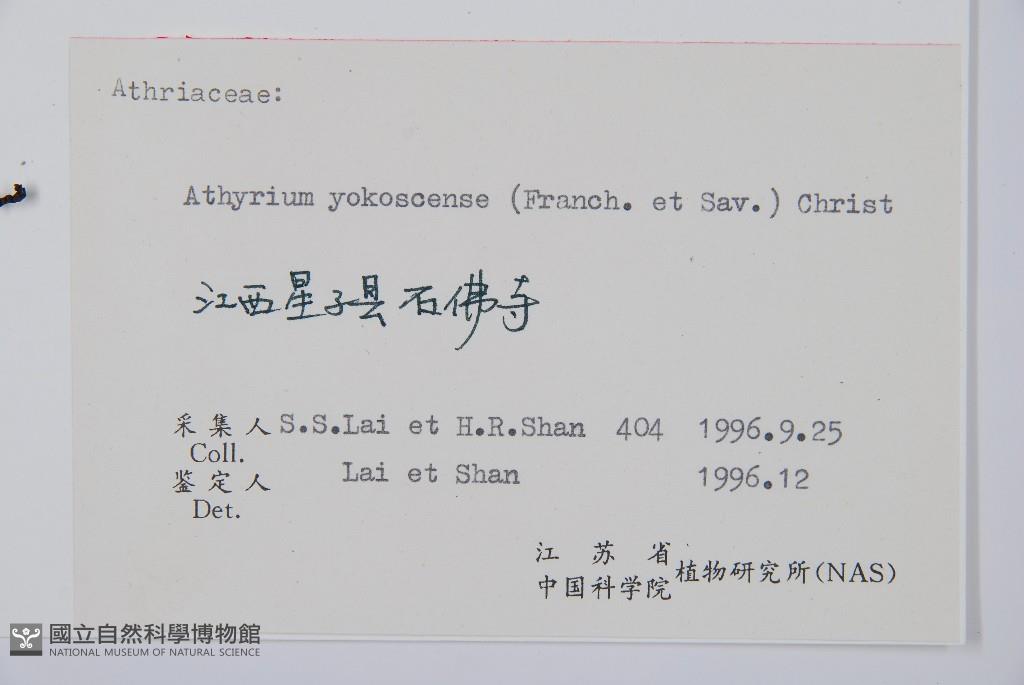 Athriaceae:
Athyrium yokoscense (Franch. et Sav.) Christ
江西星子县石佛寺
采集人 S.S.Lai et H.R.Shan 404 1996.9.25
Coll.
鉴定人 Lai et Shan 1996.12
Det.
江苏省
中国科学院 植物研究所(NAS)
國立自然科學博物館
NATIONAL MUSEUM OF NATURAL SCIENCE